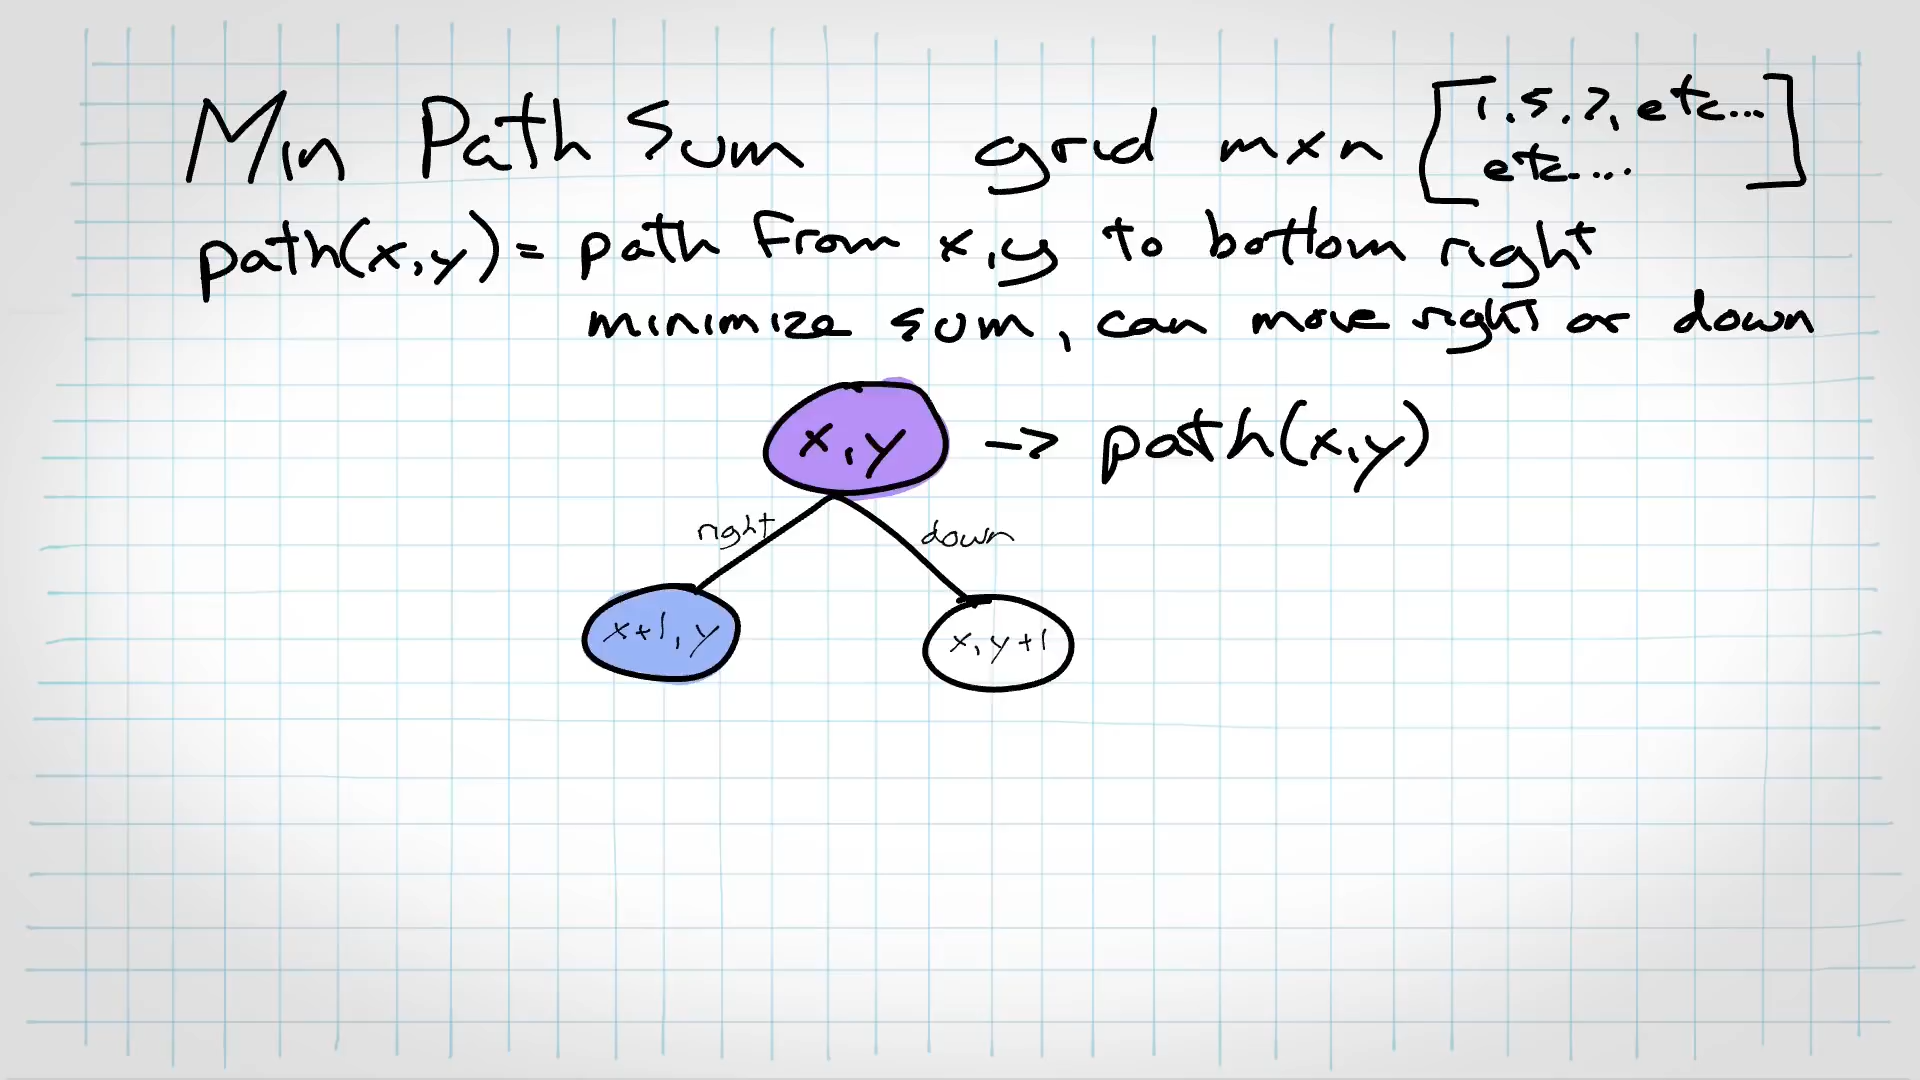 Min Path Sum grid mxn [1,5,7, etc...
etc....]
path(x,y) = path from x,y to bottom right
minimize sum, can move right or down
x,y -> path(x,y)
right down
x+1, y x, y+1